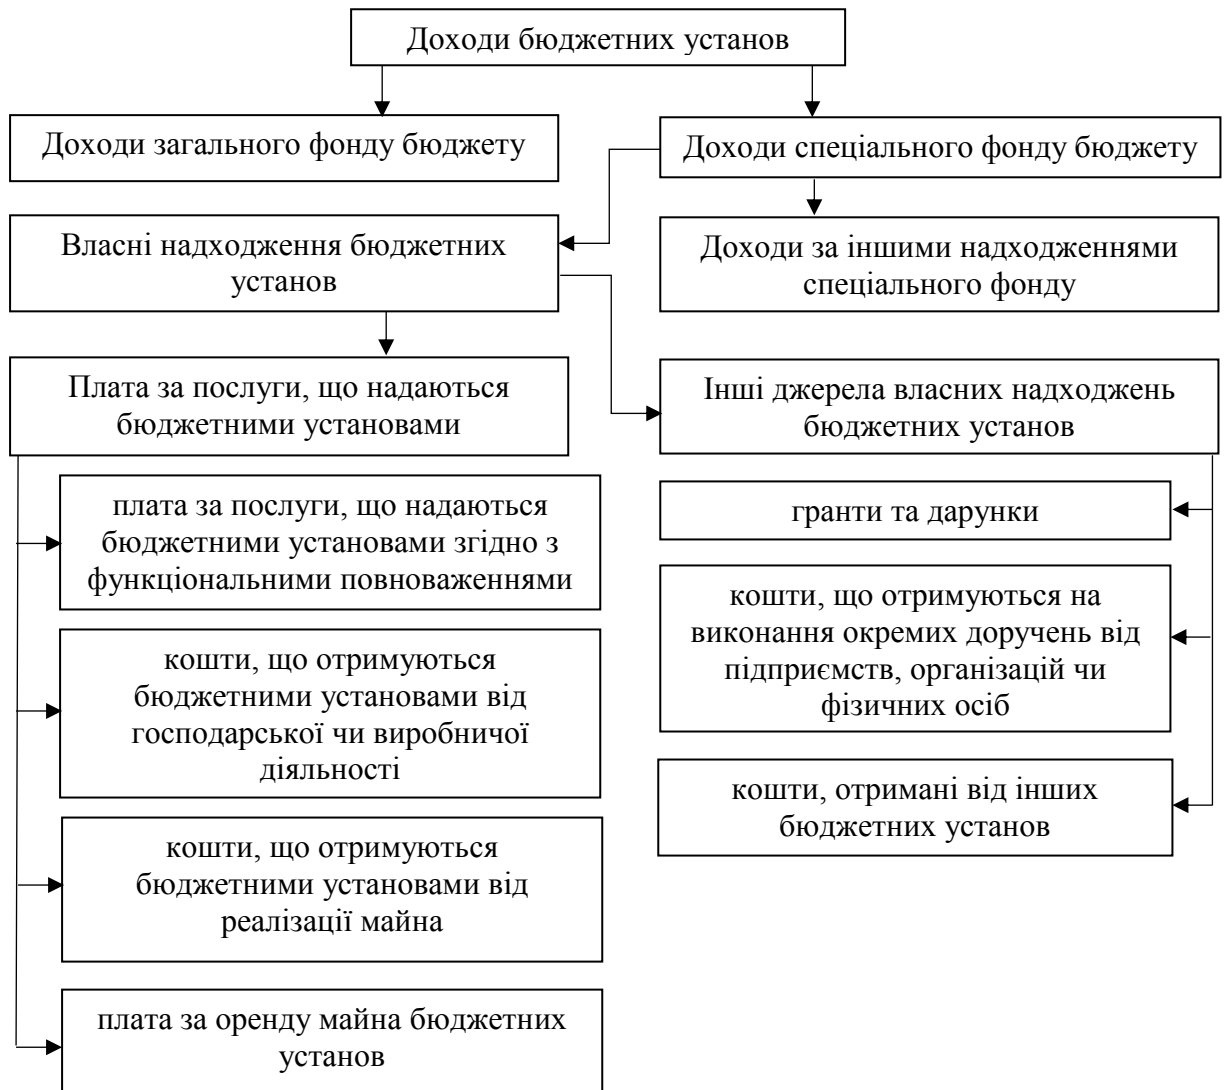 Доходи бюджетних установ
Доходи загального фонду бюджету
Доходи спеціального фонду бюджету
Власні надходження бюджетних
установ
Доходи за іншими надходженнями
спеціального фонду
Плата за послуги, що надаються
бюджетними установами
Інші джерела власних надходжень
бюджетних установ
плата за послуги, що надаються
бюджетними установами згідно з
функціональними повноваженнями
кошти, що отримуються
бюджетними установами від
господарської чи виробничої
діяльності
кошти, що отримуються
бюджетними установами від
реалізації майна
плата за оренду майна бюджетних
установ
гранти та дарунки
кошти, що отримуються на
виконання окремих доручень від
підприємств, організацій чи
фізичних осіб
кошти, отримані від інших
бюджетних установ